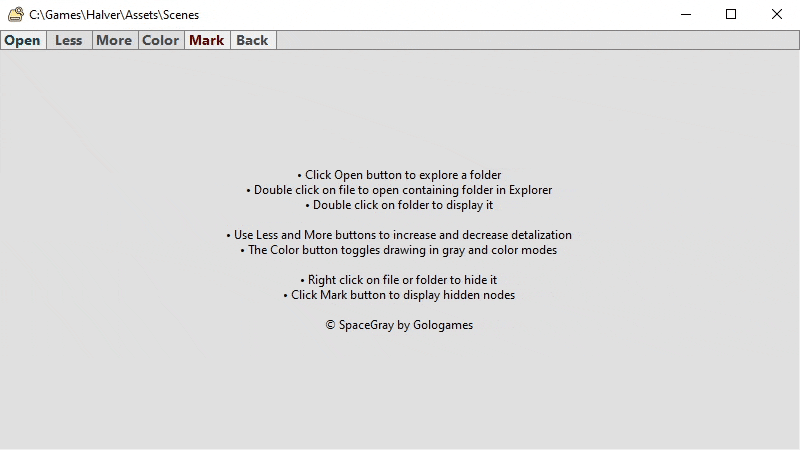 C:\Games\Halver\Assets\Scenes
Open Less More Color Mark Back
• Click Open button to explore a folder
• Double click on file to open containing folder in Explorer
• Double click on folder to display it
• Use Less and More buttons to increase and decrease detalization
• The Color button toggles drawing in gray and color modes
• Right click on file or folder to hide it
• Click Mark button to display hidden nodes
© SpaceGray by Gologames